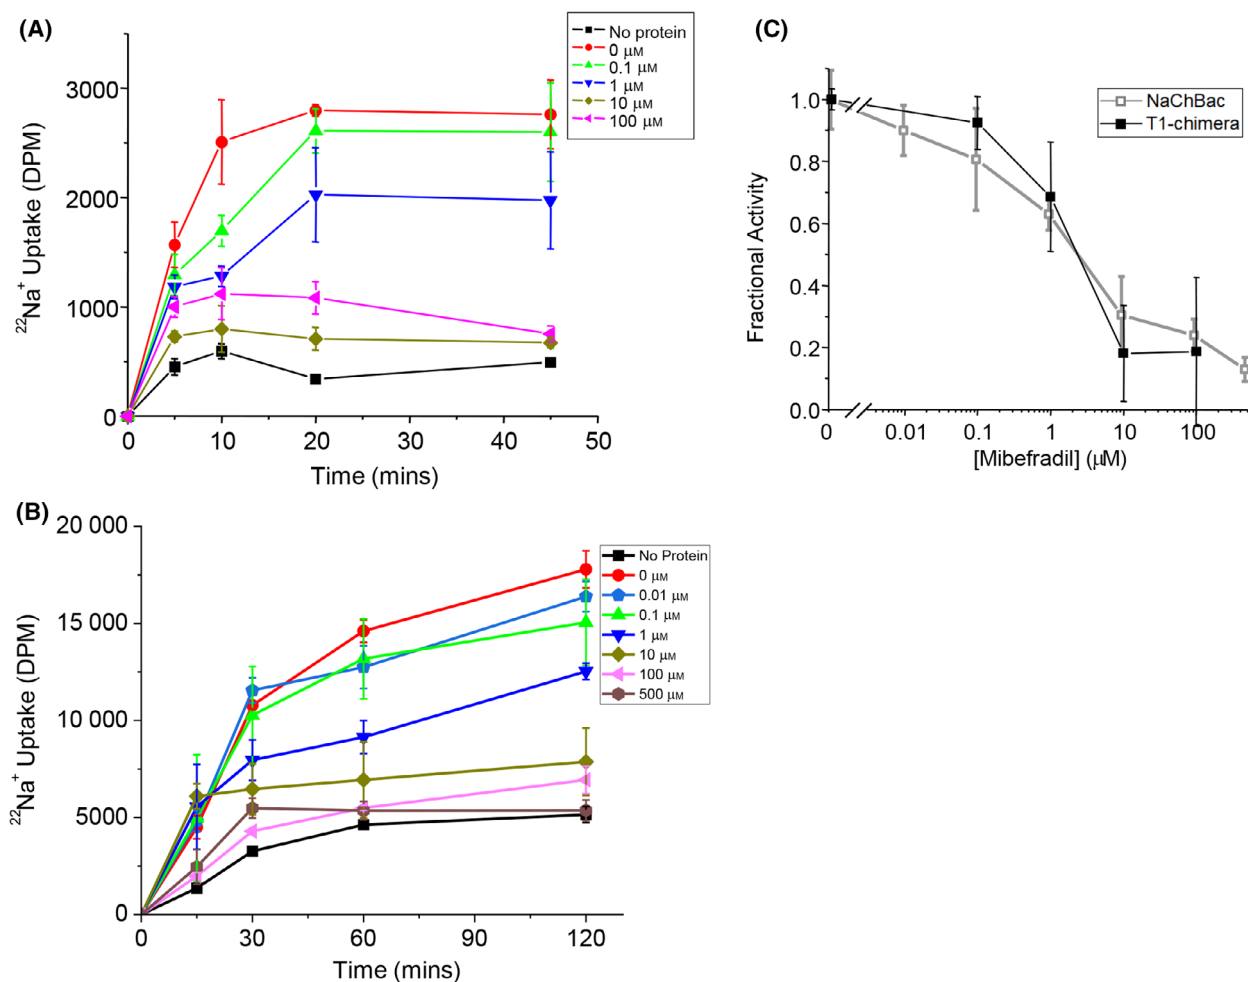 (A)
No protein
0 μM
0.1 μM
1 μM
10 μM
100 μM
3000
2000
1000
0
0 10 20 30 40 50
²²Na⁺ Uptake (DPM)
Time (mins)
(C)
NaChBac
T1-chimera
1.0
0.8
0.6
0.4
0.2
0.0
0 0.01 0.1 1 10 100
Fractional Activity
[Mibefradil] (μM)
(B)
No Protein
0 μM
0.01 μM
0.1 μM
1 μM
10 μM
100 μM
500 μM
20 000
15 000
10 000
5000
0
0 30 60 90 120
²²Na⁺ Uptake (DPM)
Time (mins)